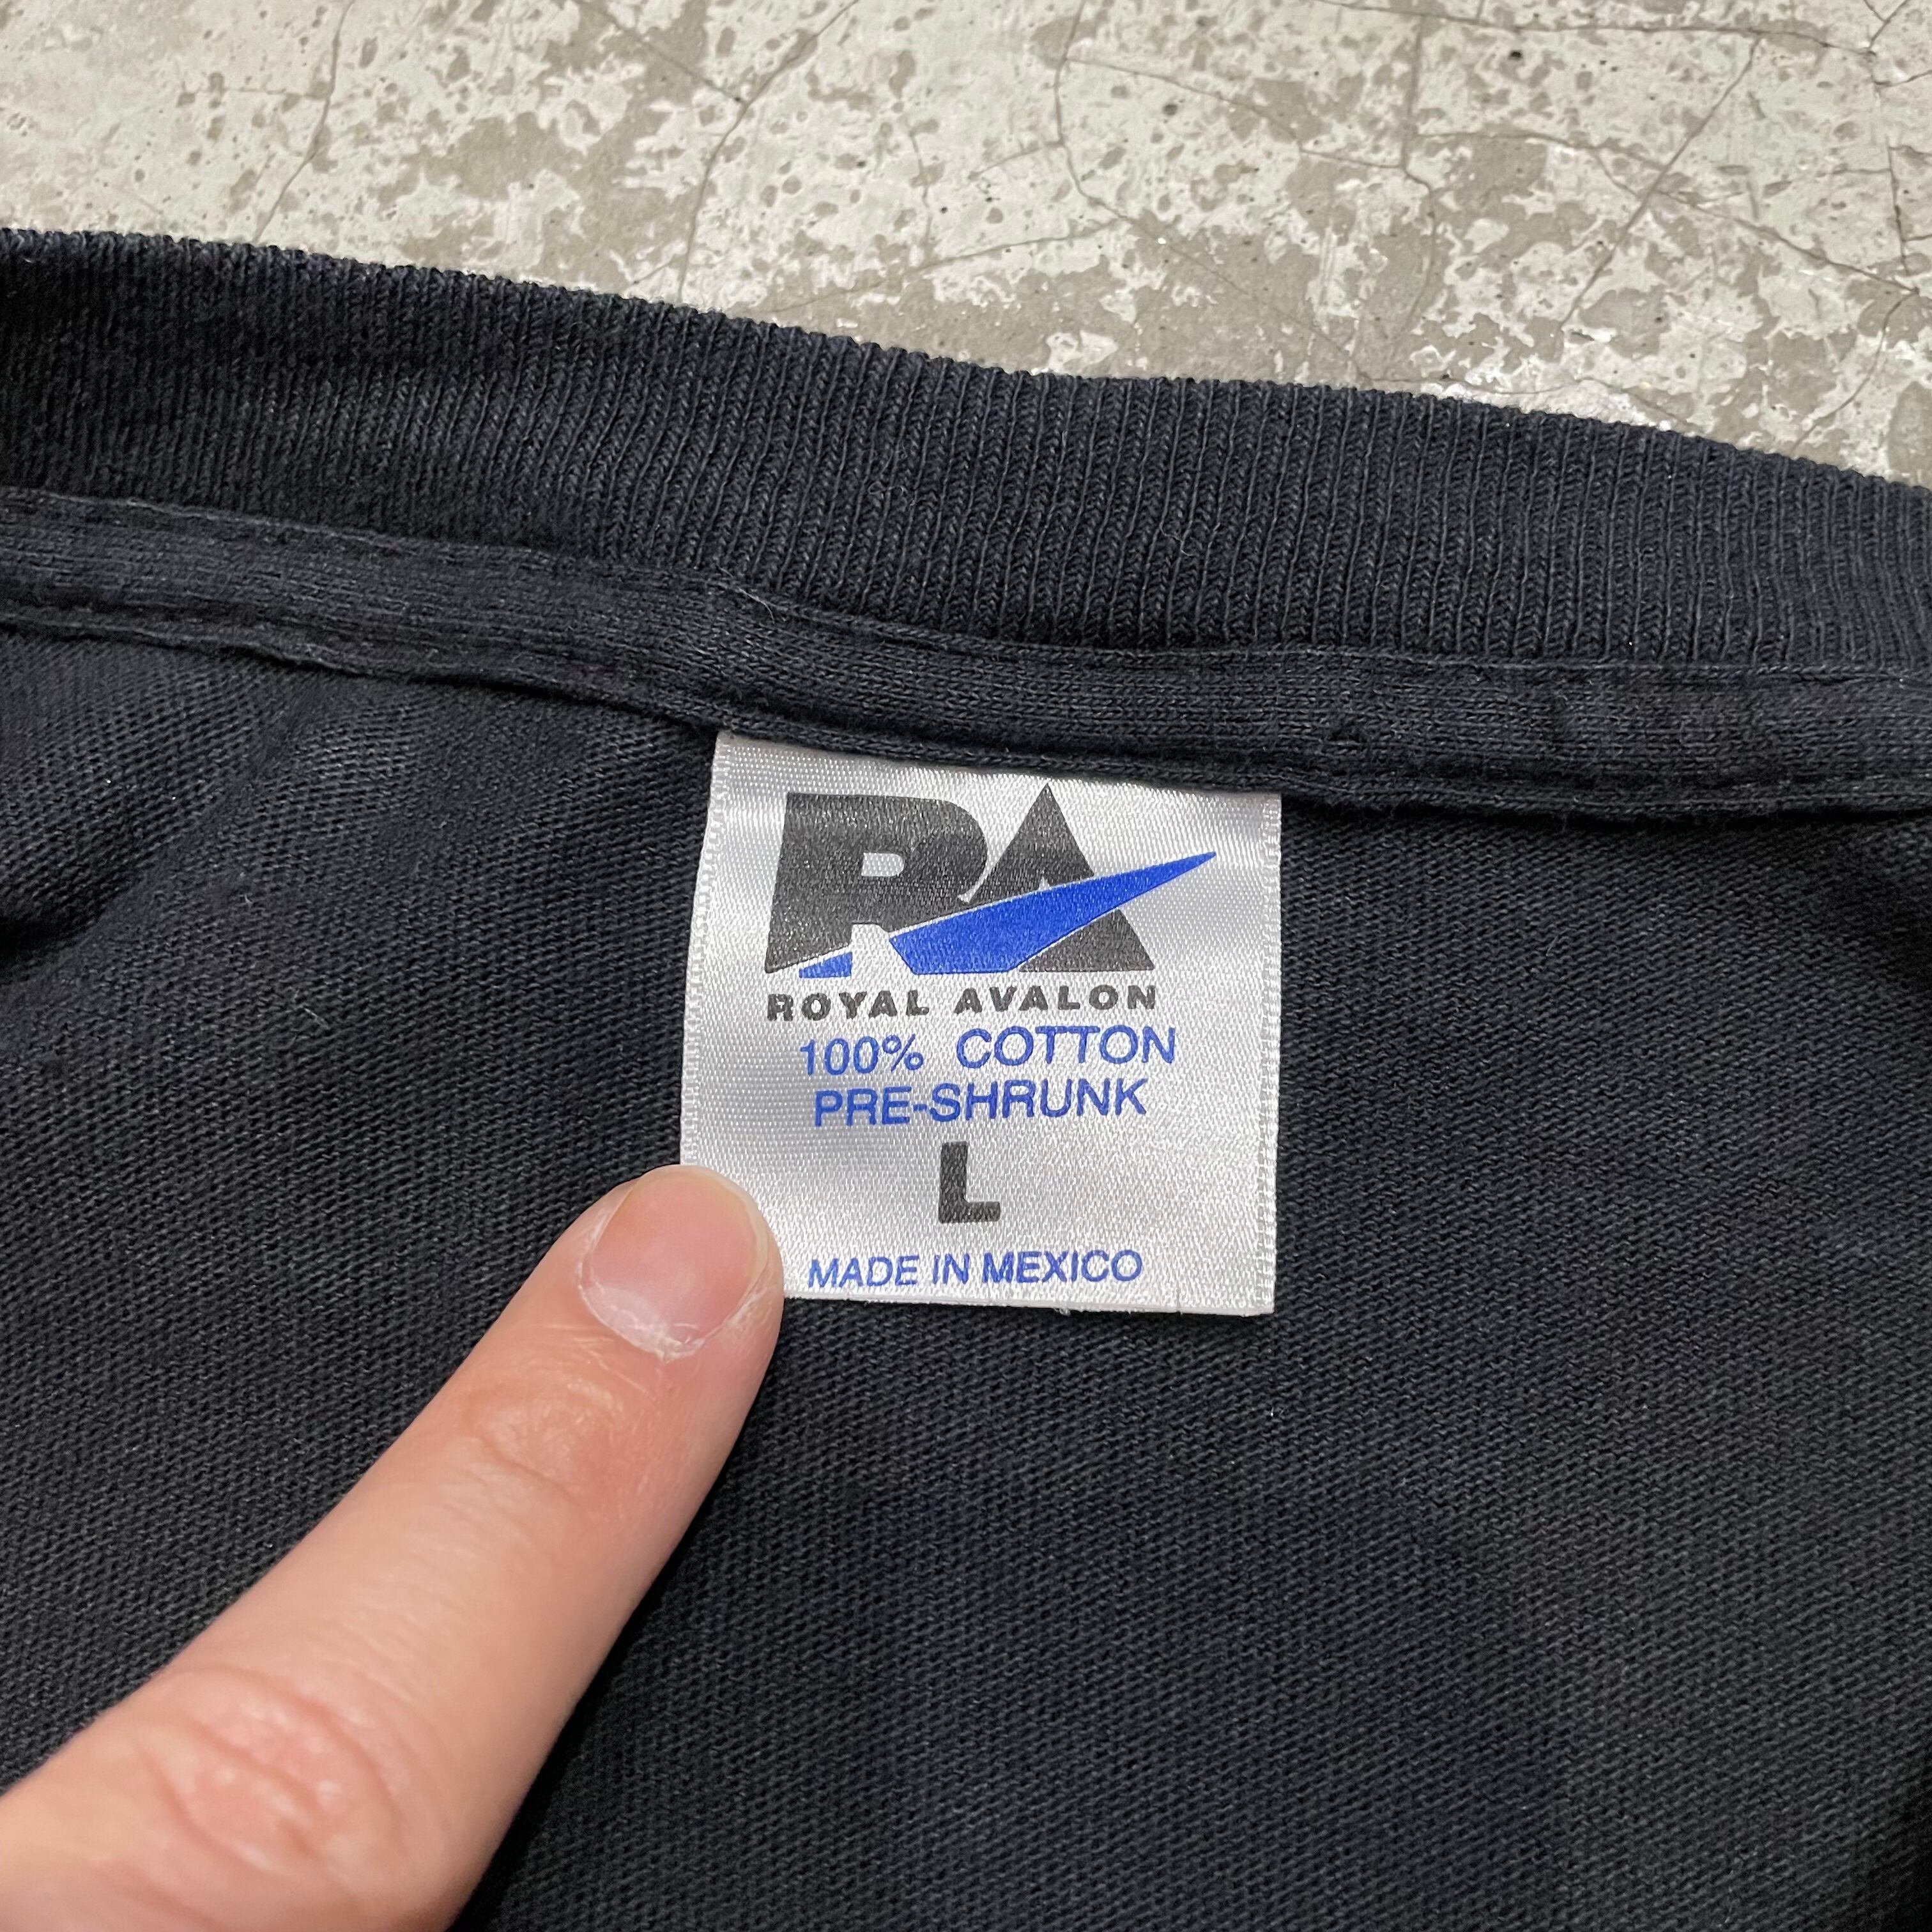 RA
ROYAL AVALON
100% COTTON
PRE-SHRUNK
L
MADE IN MEXICO